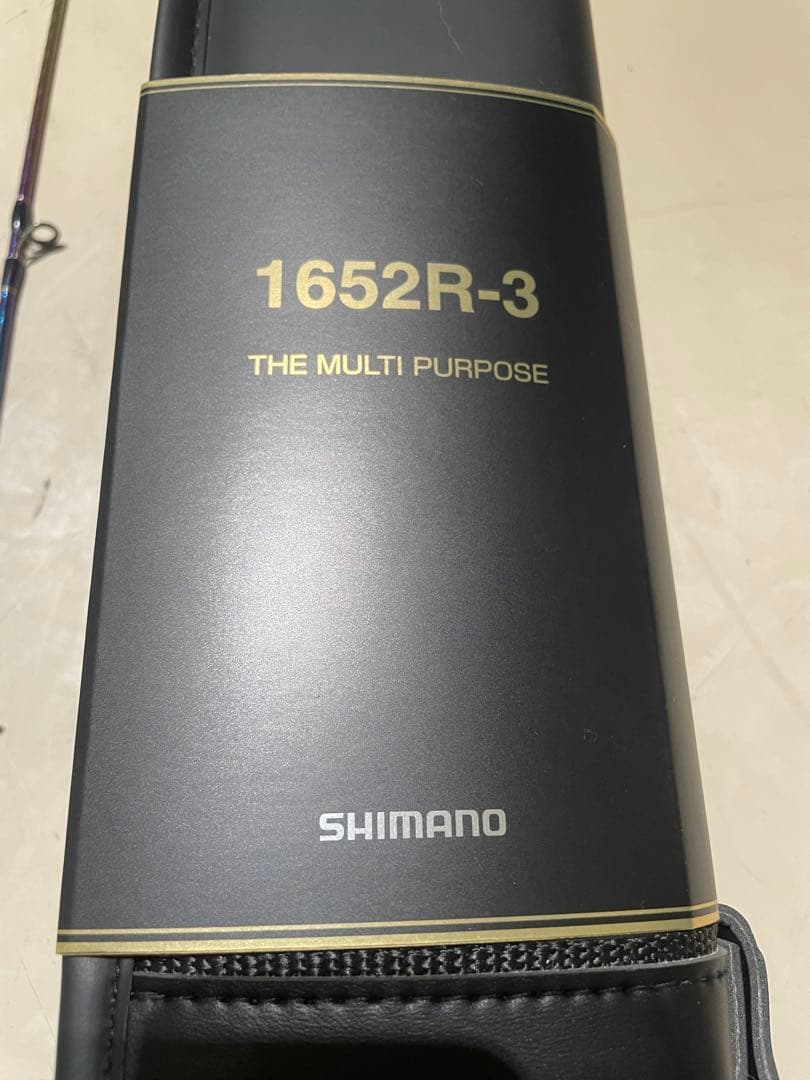 1652R-3
THE MULTI PURPOSE
SHIMANO